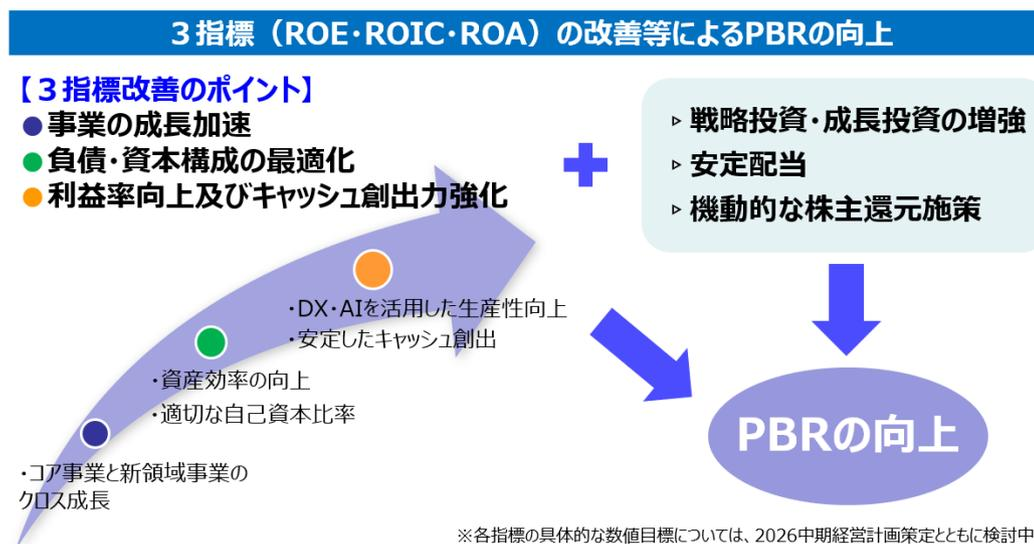 ３指標（ROE・ROIC・ROA）の改善等によるPBRの向上
【３指標改善のポイント】
●事業の成長加速
●負債・資本構成の最適化
●利益率向上及びキャッシュ創出力強化
▹ 戦略投資・成長投資の増強
▹ 安定配当
▹ 機動的な株主還元施策
・DX・AIを活用した生産性向上
・安定したキャッシュ創出
・資産効率の向上
・適切な自己資本比率
・コア事業と新領域事業の
クロス成長
PBRの向上
※各指標の具体的な数値目標については、2026中期経営計画策定とともに検討中